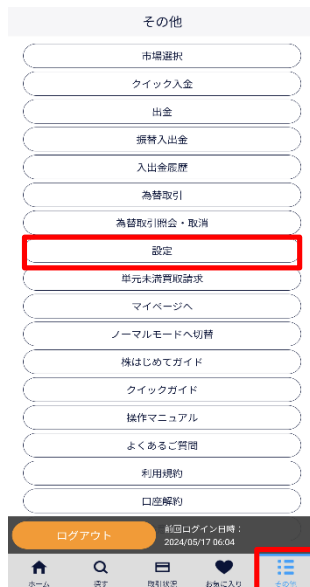 その他
市場選択
クイック入金
出金
振替入出金
入出金履歴
為替取引
為替取引照会・取消
設定
単元未満買取請求
マイページへ
ノーマルモードへ切替
株はじめてガイド
クイックガイド
操作マニュアル
よくあるご質問
利用規約
口座解約
ログアウト
前回ログイン日時：
2024/05/17 06:04
ホーム
探す
取引状況
お気に入り
その他